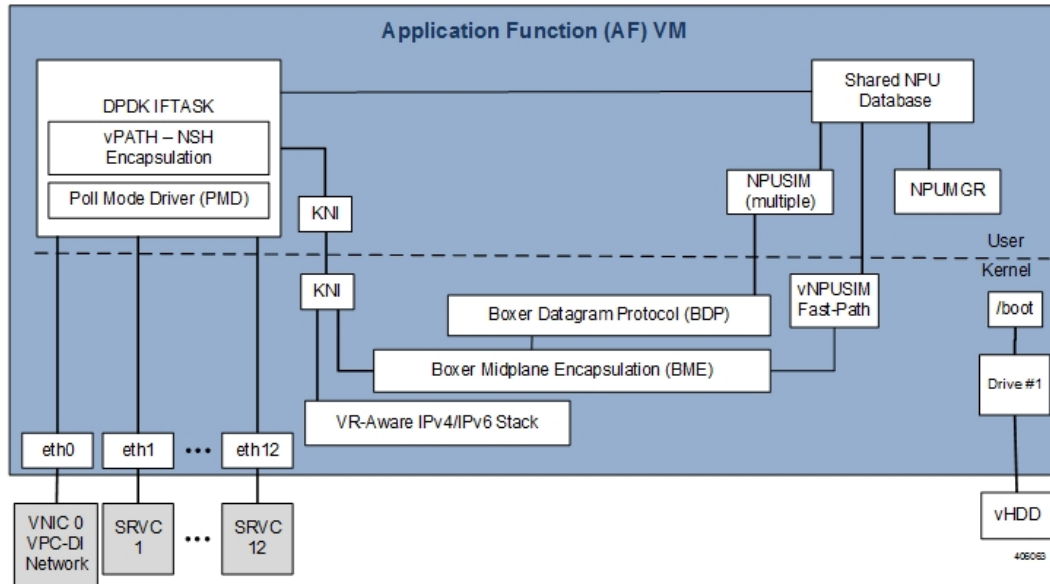 Application Function (AF) VM
DPDK IFTASK
vPATH – NSH
Encapsulation
Poll Mode Driver (PMD)
Shared NPU
Database
KNI
NPUSIM
(multiple)
NPUMGR
User
Kernel
KNI
vNPUSIM
Fast-Path
/boot
Boxer Datagram Protocol (BDP)
Boxer Midplane Encapsulation (BME)
Drive #1
VR-Aware IPv4/IPv6 Stack
eth0
eth1
•••
eth12
VNIC 0
VPC-DI
Network
SRVC
1
•••
SRVC
12
vHDD
406063